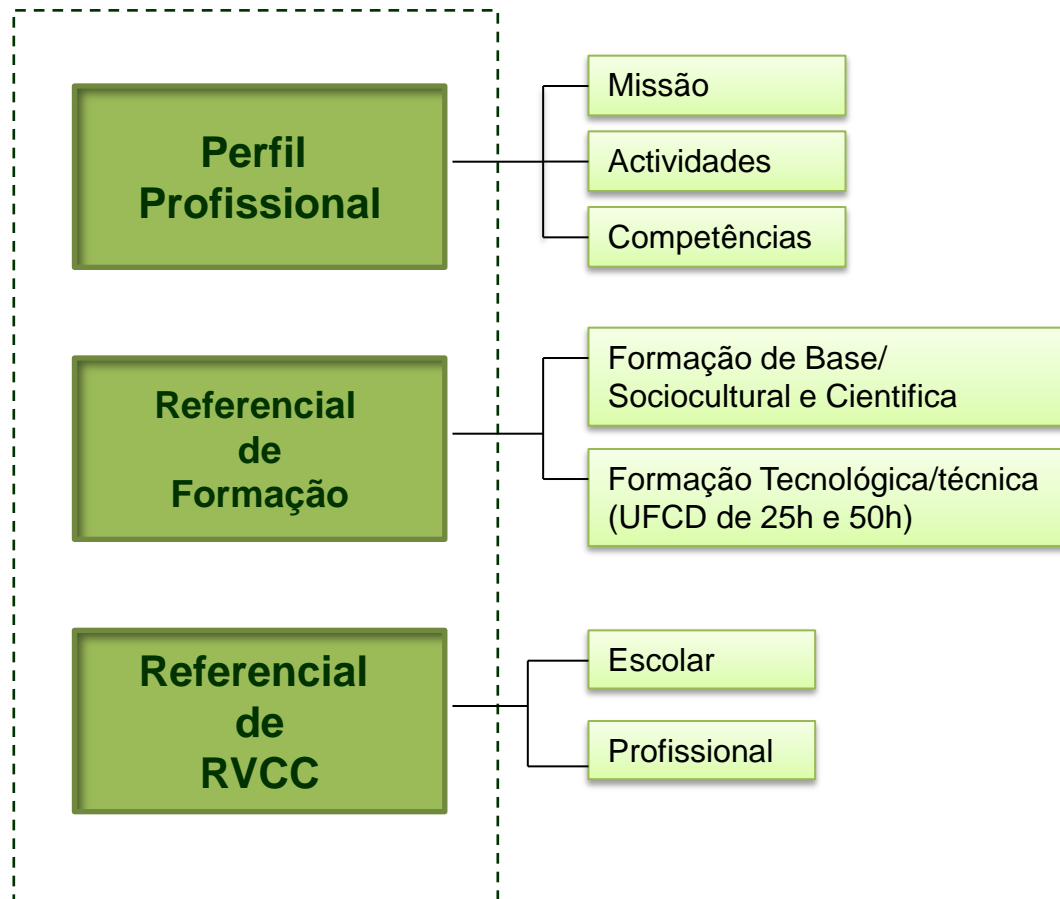 Perfil
Profissional
Missão
Actividades
Competências
Referencial
de
Formação
Formação de Base/
Sociocultural e Cientifica
Formação Tecnológica/técnica
(UFCD de 25h e 50h)
Referencial
de
RVCC
Escolar
Profissional